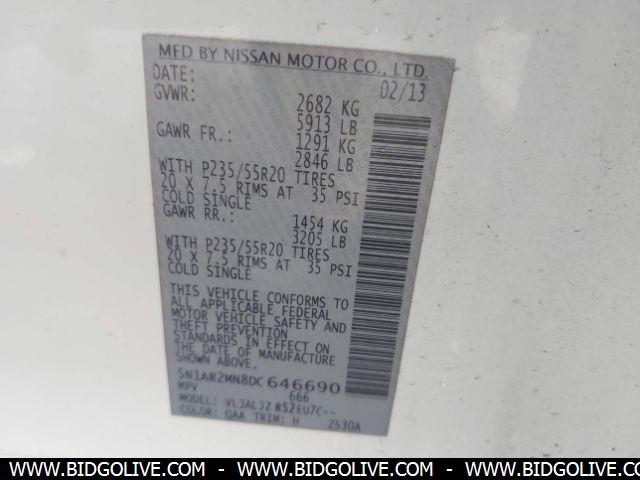 MFD BY NISSAN MOTOR CO., LTD.
DATE: 02/13
GVWR: 2682 KG
5913 LB
GAWR FR.: 1291 KG
2846 LB
WITH P235/55R20 TIRES
20 X 7.5 RIMS AT 35 PSI
COLD SINGLE
GAWR RR.: 1454 KG
3205 LB
WITH P235/55R20 TIRES
20 X 7.5 RIMS AT 35 PSI
COLD SINGLE
THIS VEHICLE CONFORMS TO
ALL APPLICABLE FEDERAL
MOTOR VEHICLE SAFETY AND
THEFT PREVENTION
STANDARDS IN EFFECT ON
THE DATE OF MANUFACTURE
SHOWN ABOVE.
5N1AR2MN8DC646690
MPV 666
MODEL:
COLOR: QAA TRIM: H 2530A
WWW.BIDGOLIVE.COM - WWW.BIDGOLIVE.COM - WWW.BIDGOLIVE.COM